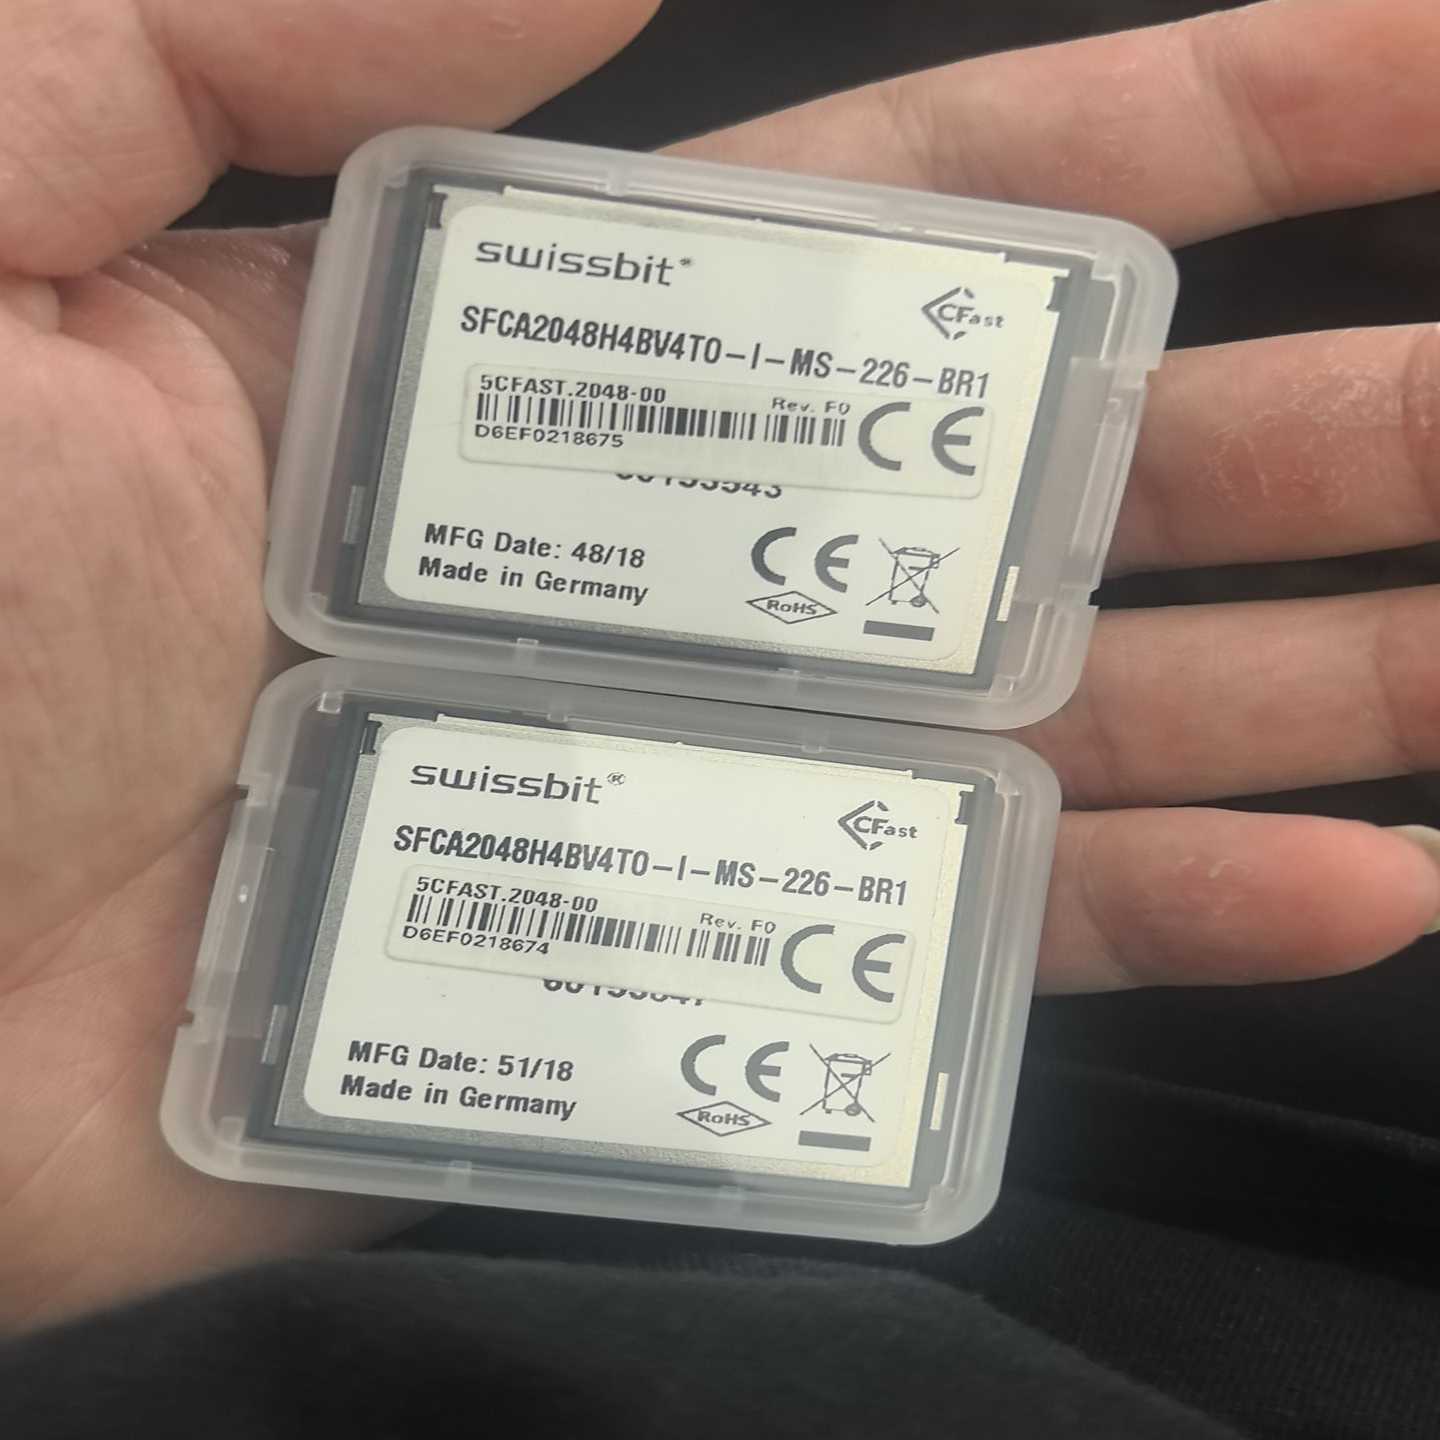 swissbit®
CFast
SFCA2048H4BV4TO-I-MS-226-BR1
5CFAST.2048-00
Rev. F0
D6EF0218675
CE
MFG Date: 48/18
Made in Germany
CE
RoHS
swissbit®
CFast
SFCA2048H4BV4TO-I-MS-226-BR1
5CFAST.2048-00
Rev. F0
D6EF0218674
CE
MFG Date: 51/18
Made in Germany
CE
RoHS